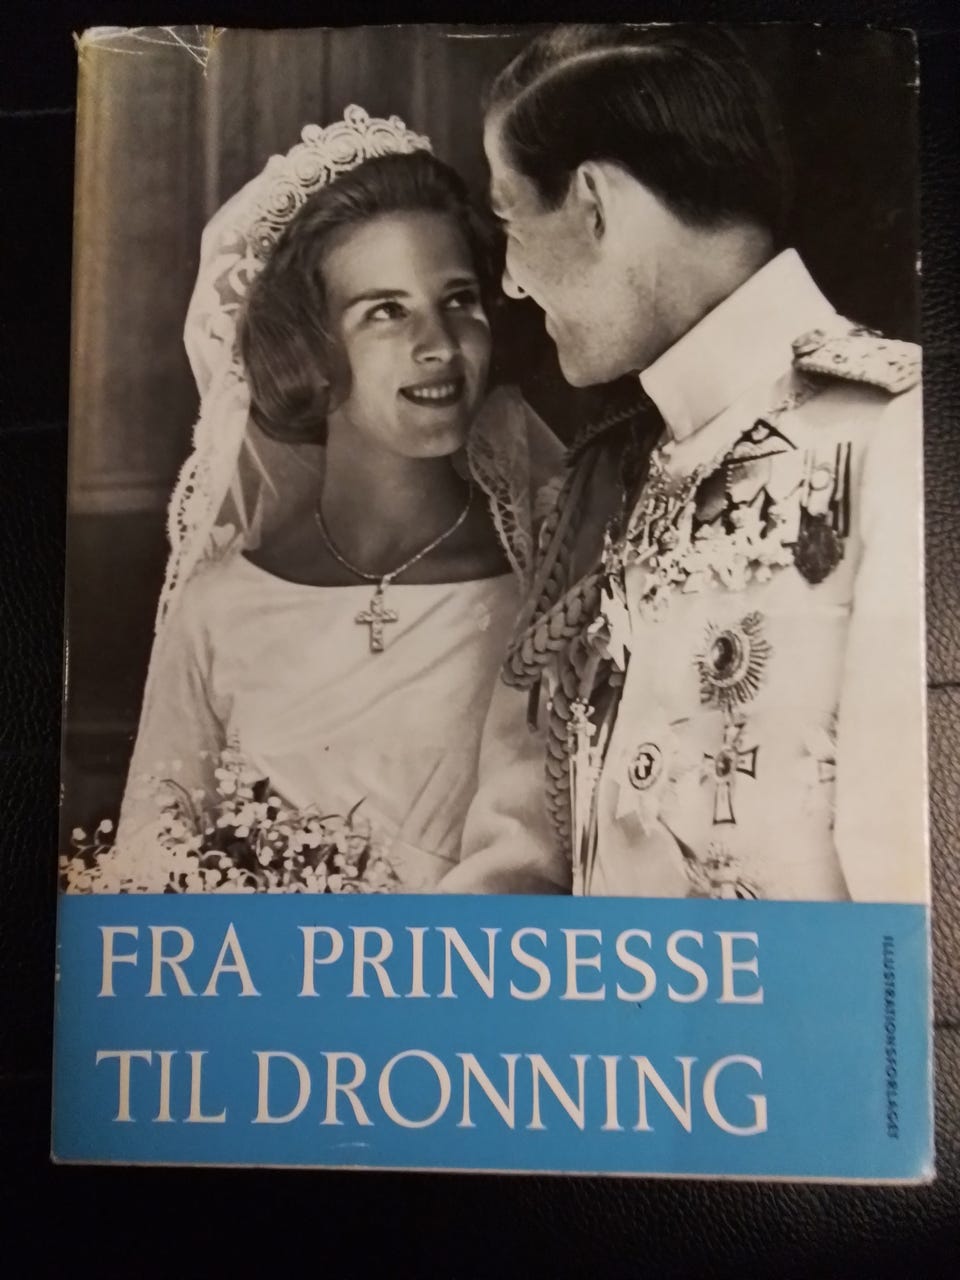 FRA PRINSESSE
TIL DRONNING
ILLUSTRATIONSFORLAGET